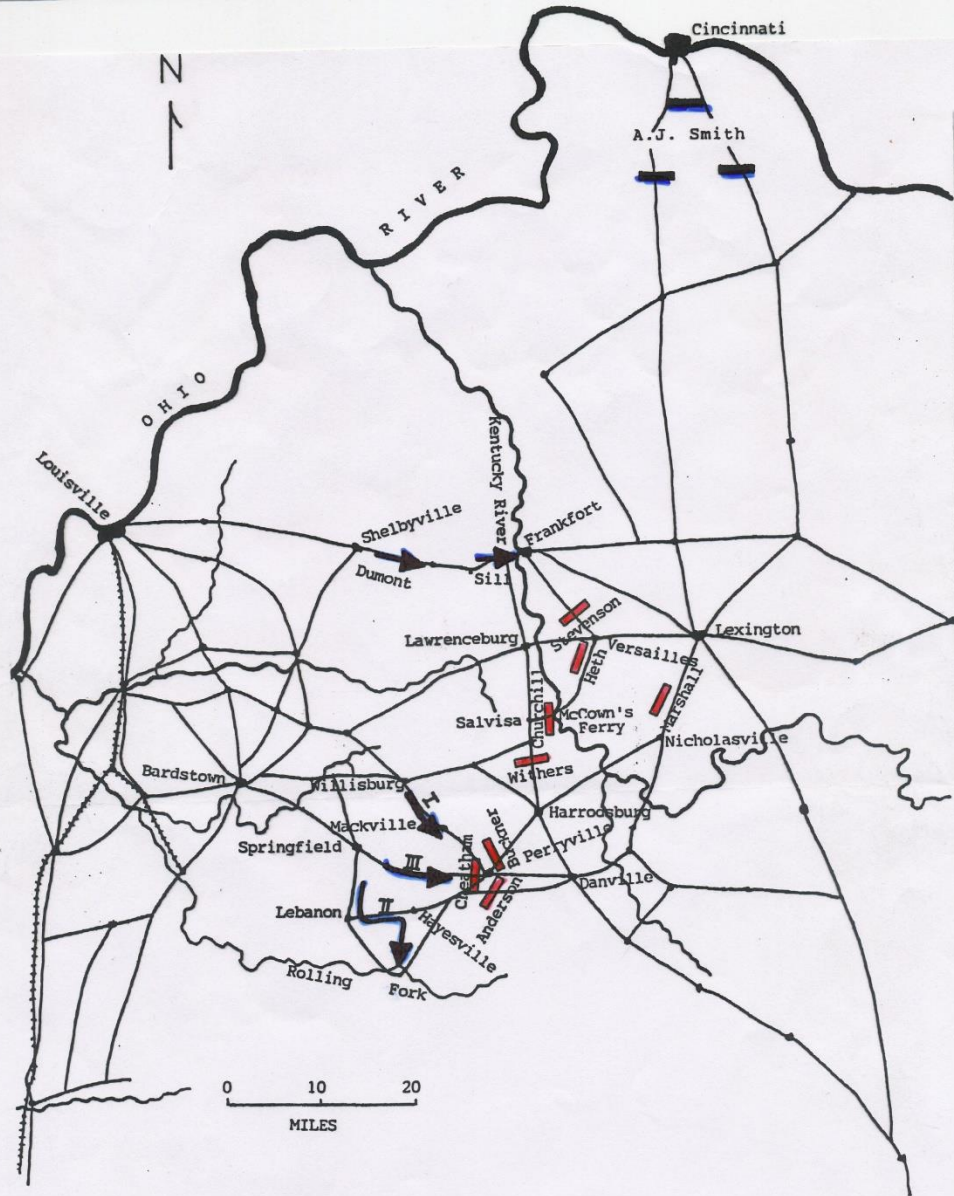 Cincinnati
N
A.J. Smith
OHIO RIVER
Kentucky River
Louisville
Shelbyville
Frankfort
Dumont
Sill
Stevenson
Lawrenceburg
Versailles
Lexington
Heth
Marshall
Churchill
Salvisa
McCown's
Ferry
Nicholasville
Withers
Bardstown
Willisburg
I
Harrodsburg
Mackville
Buckner
Perryville
Springfield
III
Cheatham
Danville
Anderson
II
Lebanon
Hayesville
Rolling Fork
0 10 20
MILES